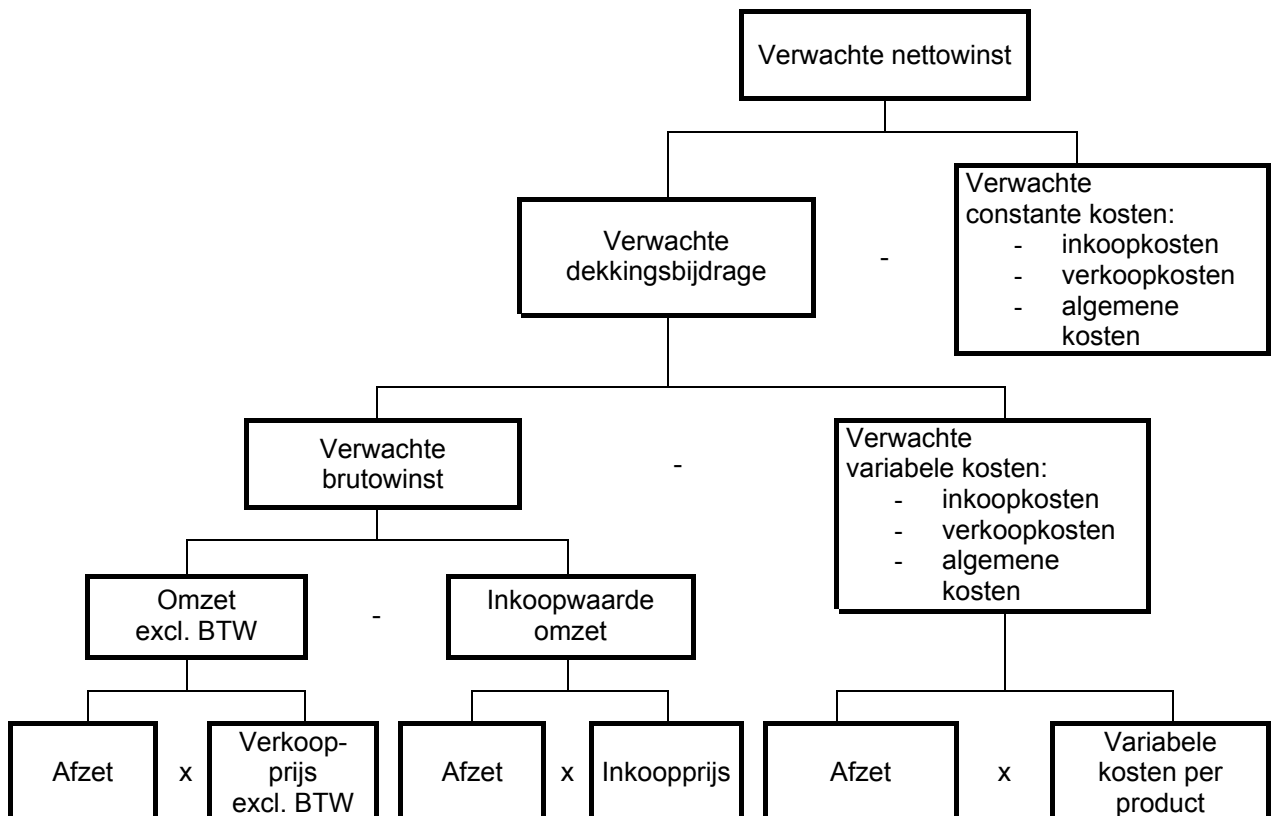 Verwachte nettowinst
Verwachte
dekkingsbijdrage
-
Verwachte
constante kosten:
- inkoopkosten
- verkoopkosten
- algemene
kosten
Verwachte
brutowinst
-
Verwachte
variabele kosten:
- inkoopkosten
- verkoopkosten
- algemene
kosten
Omzet
excl. BTW
-
Inkoopwaarde
omzet
Afzet
x
Verkoop-
prijs
excl. BTW
Afzet
x
Inkoopprijs
Afzet
x
Variabele
kosten per
product